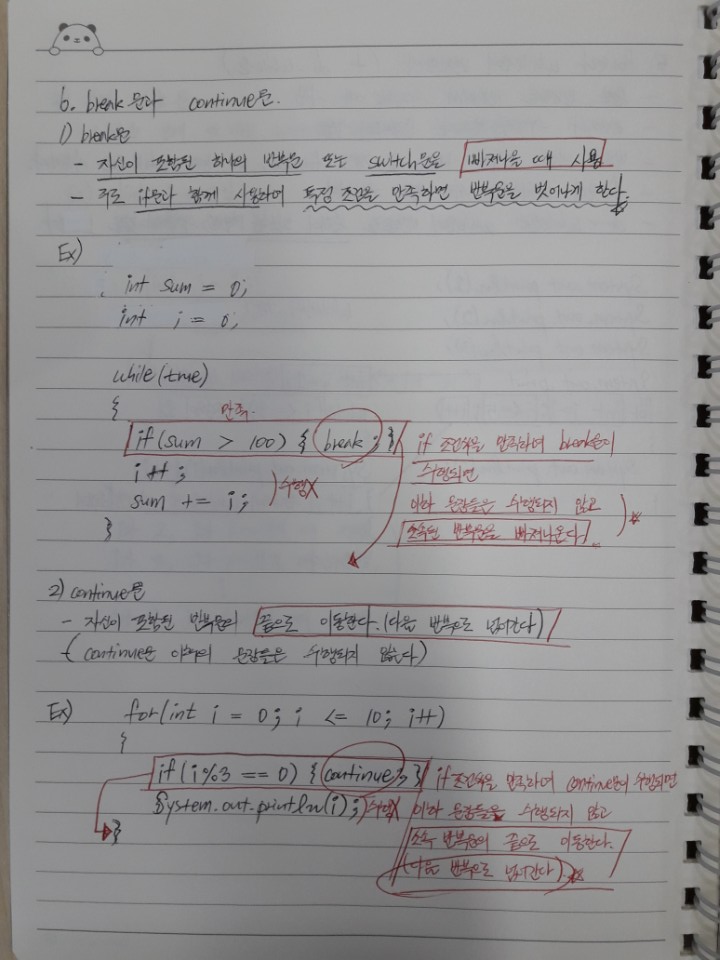 6. break문과 continue문.
1) break문
- 자신이 포함된 하나의 반복문 또는 switch문을 빠져나올 때 사용
- 주로 if문과 함께 사용하여 특정 조건을 만족하면 반복문을 벗어나게 한다.
Ex)
int sum = 0;
int i = 0;
while(true)
{
만족.
if(sum > 100) { break; }
i++;
sum += i;
수행X
}
if 조건식을 만족하여 break문이
수행되면
이하 문장들은 수행되지 않고
소속된 반복문을 빠져나온다.
2) continue문
- 자신이 포함된 반복문의 끝으로 이동한다.(다음 반복으로 넘어간다)
(continue문 이하의 문장들은 수행되지 않는다)
Ex) for(int i = 0; i <= 10; i++)
{
if(i%3 == 0) { continue; }
System.out.println(i); 수행X
}
if 조건식을 만족하여 continue문이 수행되면
이하 문장들을 수행되지 않고
소속 반복문의 끝으로 이동한다.
(다음 반복으로 넘어간다).